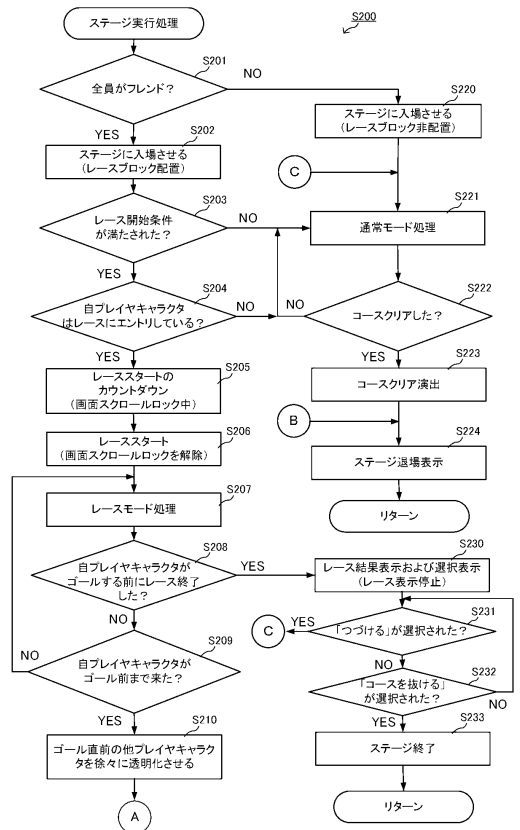 S200
ステージ実行処理
S201
全員がフレンド？
NO
YES
S220
ステージに入場させる
(レースブロック非配置)
S202
ステージに入場させる
(レースブロック配置)
C
S203
レース開始条件
が満たされた？
NO
YES
S221
通常モード処理
S204
自プレイヤキャラクタ
はレースにエントリしている？
NO
YES
S222
コースクリアした？
NO
YES
S205
レーススタートの
カウントダウン
(画面スクロールロック中)
S223
コースクリア演出
B
S206
レーススタート
(画面スクロールロックを解除)
S224
ステージ退場表示
リターン
S207
レースモード処理
S208
自プレイヤキャラクタが
ゴールする前にレース終了
した？
YES
NO
S230
レース結果表示および選択表示
(レース表示停止)
S231
「つづける」が選択された？
YES
C
NO
S209
自プレイヤキャラクタが
ゴール前まで来た？
NO
YES
S232
「コースを抜ける」
が選択された？
NO
YES
S210
ゴール直前の他プレイヤキャラク
タを徐々に透明化させる
A
S233
ステージ終了
リターン